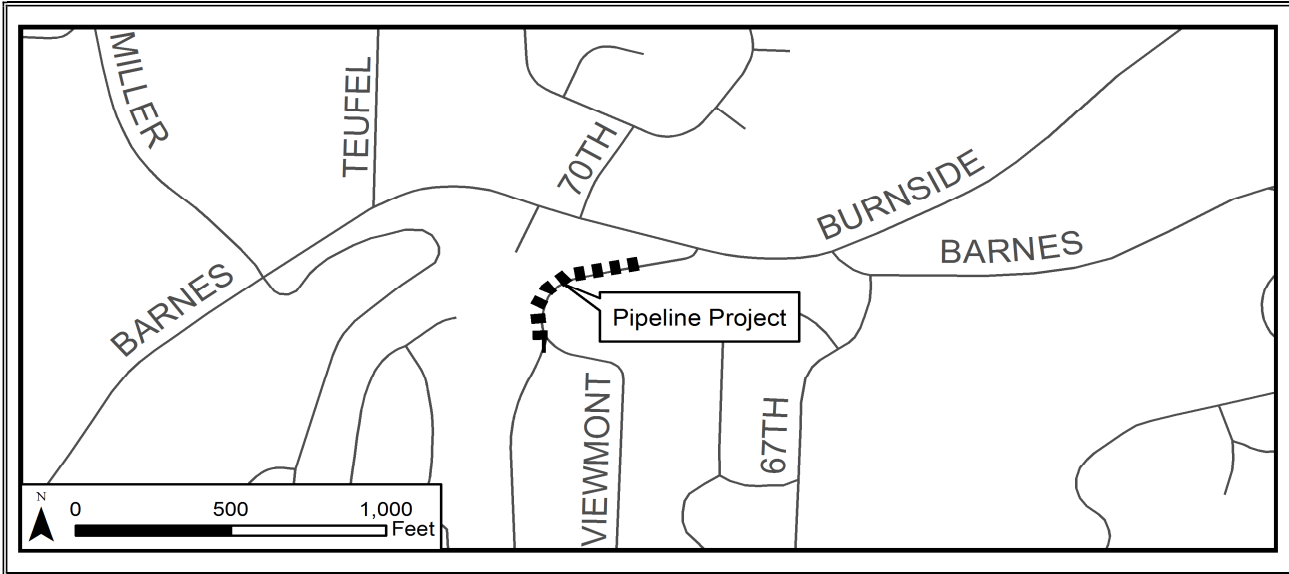 MILLER
TEUFEL
70TH
BURNSIDE
BARNES
BARNES
Pipeline Project
VIEWMONT
67TH
N
0 500 1,000
Feet